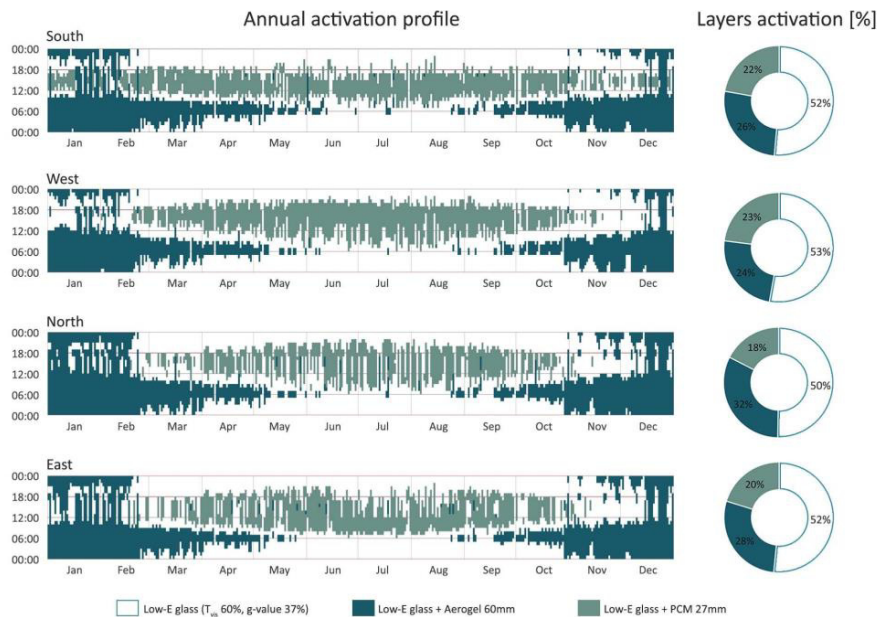 Annual activation profile
Layers activation [%]
South
00:00
18:00
12:00
06:00
00:00
Jan Feb Mar Apr May Jun Jul Aug Sep Oct Nov Dec
22%
52%
26%
West
00:00
18:00
12:00
06:00
00:00
Jan Feb Mar Apr May Jun Jul Aug Sep Oct Nov Dec
23%
53%
24%
North
00:00
18:00
12:00
06:00
00:00
Jan Feb Mar Apr May Jun Jul Aug Sep Oct Nov Dec
18%
50%
32%
East
00:00
18:00
12:00
06:00
00:00
Jan Feb Mar Apr May Jun Jul Aug Sep Oct Nov Dec
20%
52%
28%
Low-E glass (Tvis 60%, g-value 37%) Low-E glass + Aerogel 60mm Low-E glass + PCM 27mm